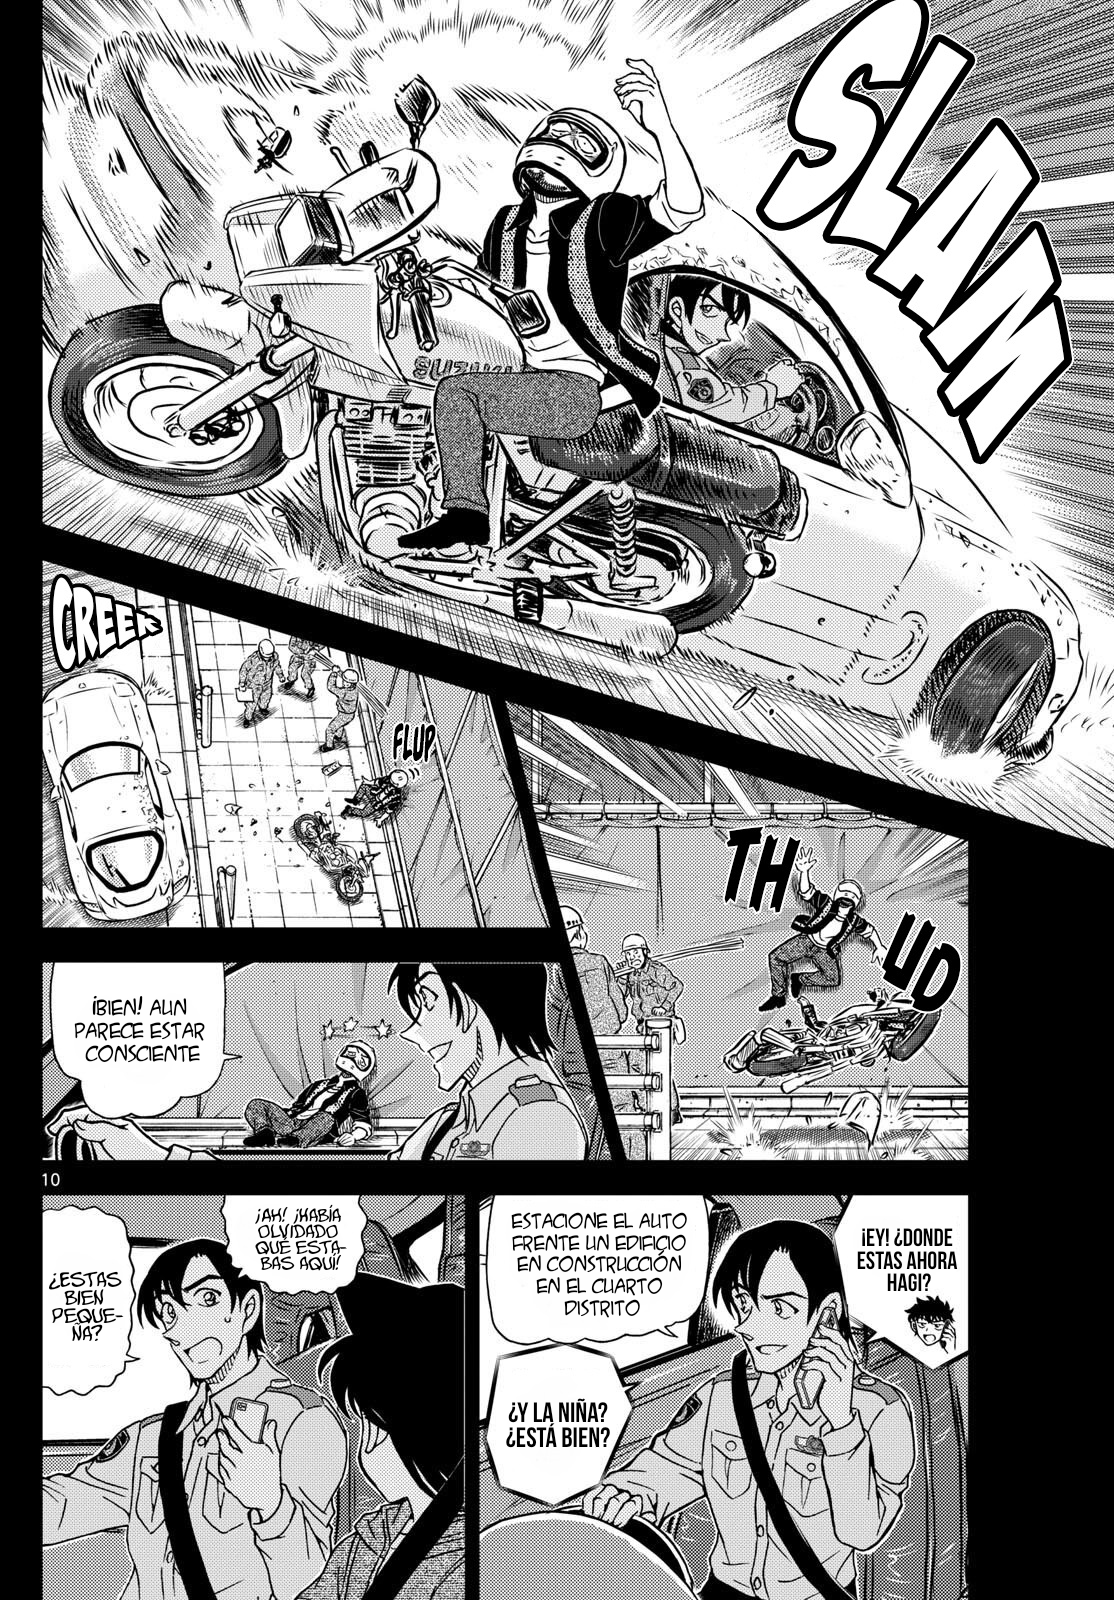 SLAM
SUZUKI
CREEK
FLUP
TH
UD
¡BIEN! AUN
PARECE ESTAR
CONSCIENTE
10
¡EY! ¿DONDE
ESTAS AHORA
HAGI?
ESTACIONE EL AUTO
FRENTE UN EDIFICIO
EN CONSTRUCCIÓN
EN EL CUARTO
DISTRITO
¿Y LA NIÑA?
¿ESTÁ BIEN?
¡AH! ¡HABÍA
OLVIDADO
QUE ESTA-
BAS AQUÍ!
¿ESTAS
BIEN
PEQUE-
ÑA?